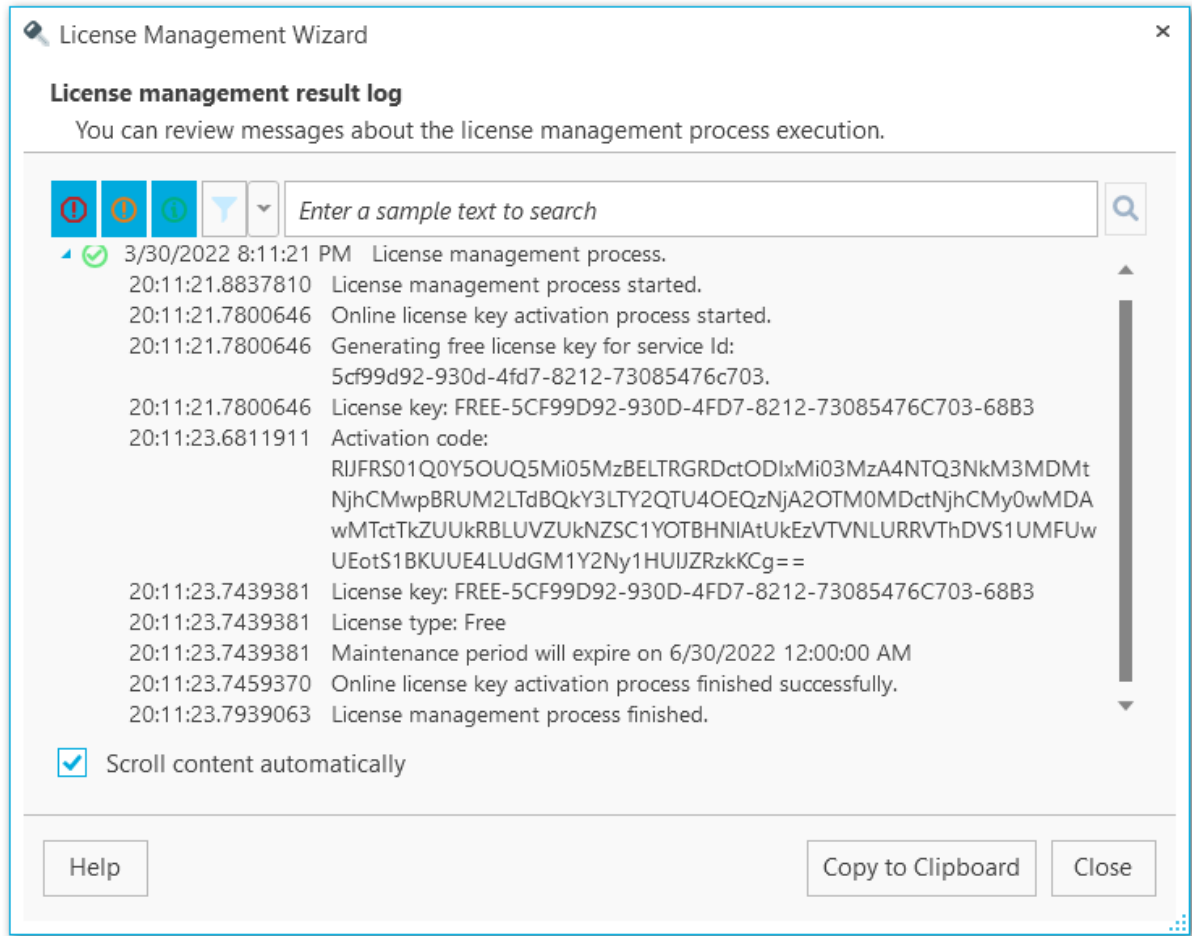 License Management Wizard
License management result log
You can review messages about the license management process execution.
Enter a sample text to search
3/30/2022 8:11:21 PM License management process.
20:11:21.8837810 License management process started.
20:11:21.7800646 Online license key activation process started.
20:11:21.7800646 Generating free license key for service Id:
5cf99d92-930d-4fd7-8212-73085476c703.
20:11:21.7800646 License key: FREE-5CF99D92-930D-4FD7-8212-73085476C703-68B3
20:11:23.6811911 Activation code:
RlJFRS01Q0Y5OUQ5Mi05MzBELTRGRDctODIxMi03MzA4NTQ3NkM3MDMt
NjhCMwpBRUM2LTdBQkY3LTY2QTU4OEQzNjA2OTM0MDctNjhCMy0wMDA
wMTctTkZUUkRBLUVZUkNZSC1YOTBHNlAtUkEzVTVNLURRVThDVS1UMFUw
UEotS1BKUUE4LUdGM1Y2Ny1HUlJZRzkKCg==
20:11:23.7439381 License key: FREE-5CF99D92-930D-4FD7-8212-73085476C703-68B3
20:11:23.7439381 License type: Free
20:11:23.7439381 Maintenance period will expire on 6/30/2022 12:00:00 AM
20:11:23.7459370 Online license key activation process finished successfully.
20:11:23.7939063 License management process finished.
Scroll content automatically
Help
Copy to Clipboard
Close